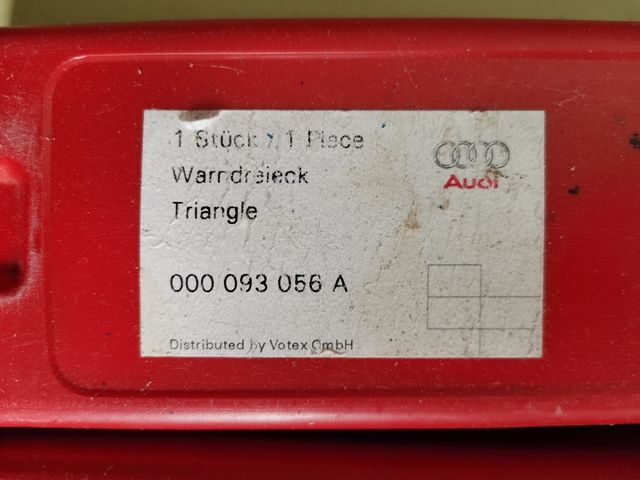 1 Stück / 1 Piece
Warndreieck
Triangle
000 093 056 A
Distributed by Votex GmbH
Audi